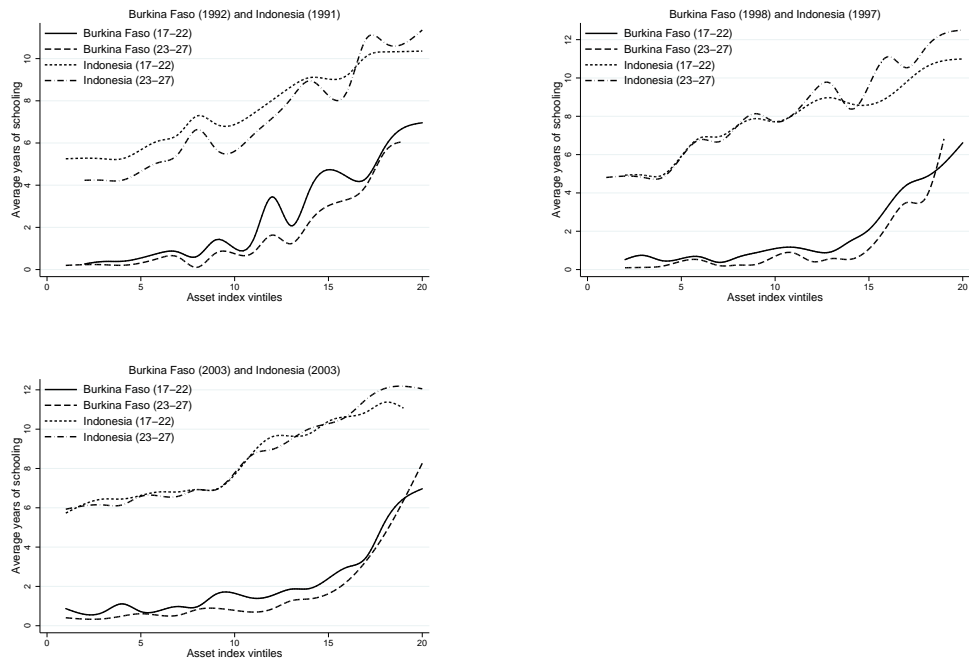 Burkina Faso (1992) and Indonesia (1991)
Burkina Faso (17−22)
Burkina Faso (23−27)
Indonesia (17−22)
Indonesia (23−27)
Average years of schooling
0
2
4
6
8
10
0 5 10 15 20
Asset index vintiles
Burkina Faso (1998) and Indonesia (1997)
Burkina Faso (17−22)
Burkina Faso (23−27)
Indonesia (17−22)
Indonesia (23−27)
Average years of schooling
0
2
4
6
8
10
12
0 5 10 15 20
Asset index vintiles
Burkina Faso (2003) and Indonesia (2003)
Burkina Faso (17−22)
Burkina Faso (23−27)
Indonesia (17−22)
Indonesia (23−27)
Average years of schooling
0
2
4
6
8
10
12
0 5 10 15 20
Asset index vintiles